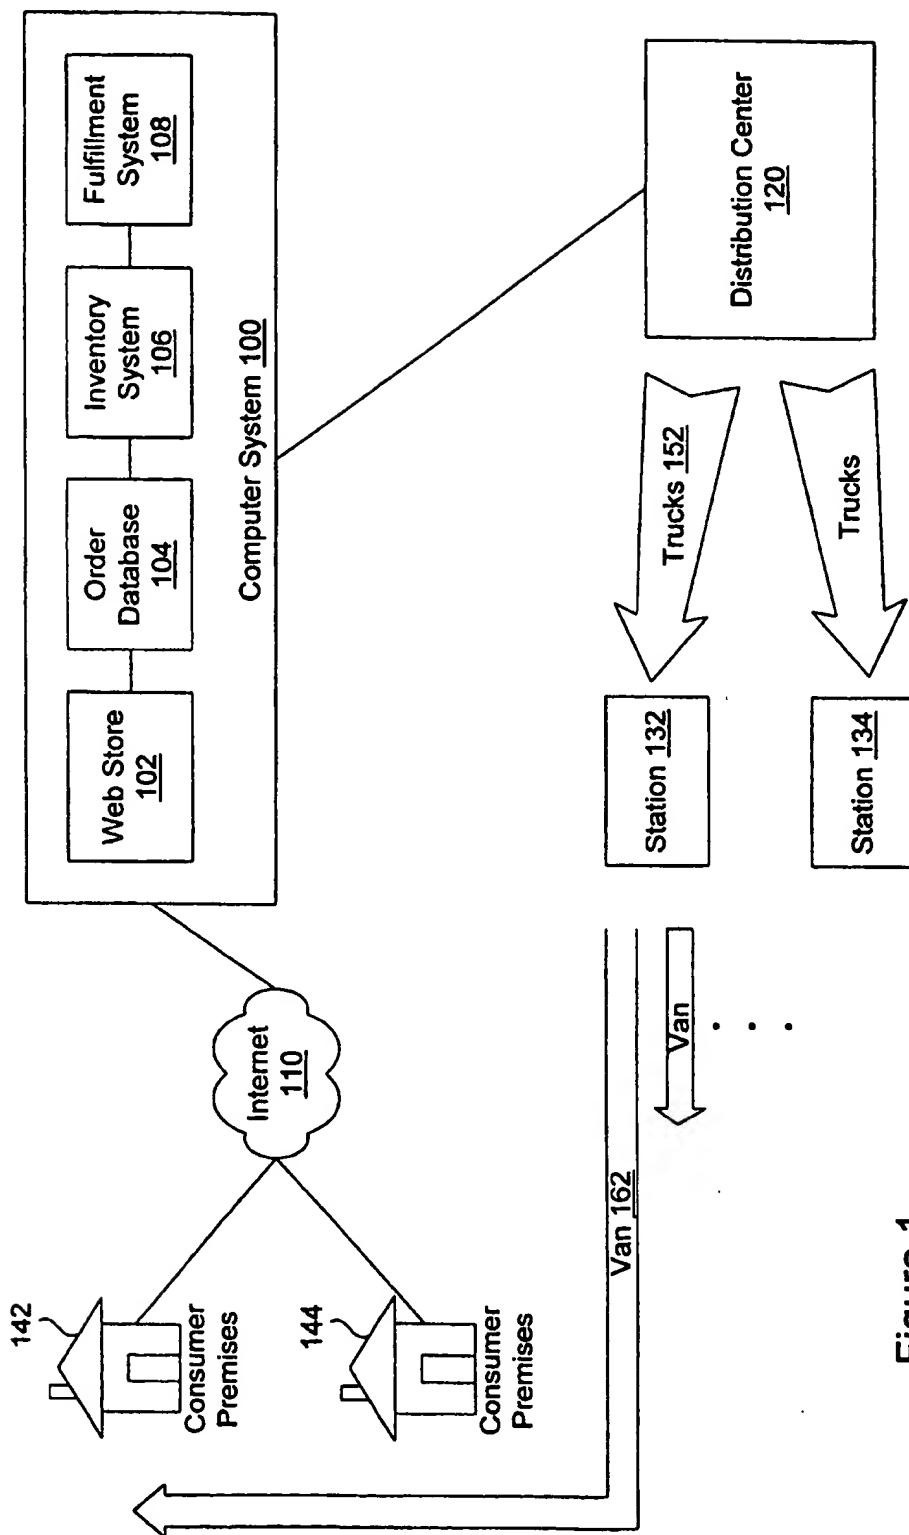 142
Consumer
Premises
144
Consumer
Premises
Internet
110
Web Store
102
Order
Database
104
Inventory
System
106
Fulfillment
System
108
Computer System 100
Distribution Center
120
Trucks 152
Trucks
Station 132
Station 134
Van
Van 162
Figure 1